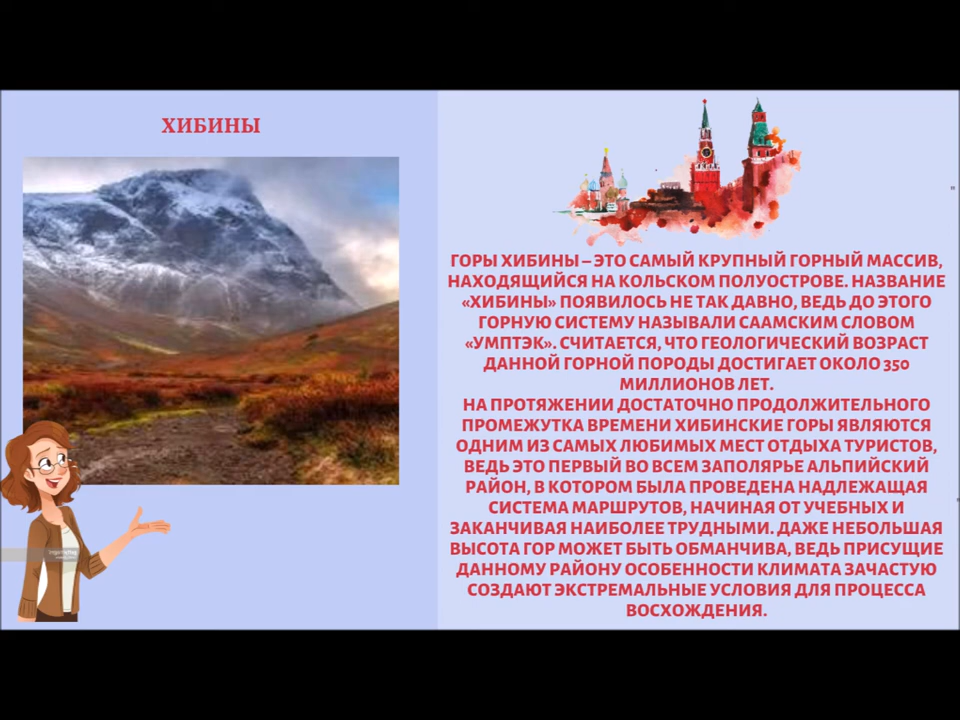 ХИБИНЫ
ГОРЫ ХИБИНЫ – ЭТО САМЫЙ КРУПНЫЙ ГОРНЫЙ МАССИВ,
НАХОДЯЩИЙСЯ НА КОЛЬСКОМ ПОЛУОСТРОВЕ. НАЗВАНИЕ
«ХИБИНЫ» ПОЯВИЛОСЬ НЕ ТАК ДАВНО, ВЕДЬ ДО ЭТОГО
ГОРНУЮ СИСТЕМУ НАЗЫВАЛИ СААМСКИМ СЛОВОМ
«УМПТЭК». СЧИТАЕТСЯ, ЧТО ГЕОЛОГИЧЕСКИЙ ВОЗРАСТ
ДАННОЙ ГОРНОЙ ПОРОДЫ ДОСТИГАЕТ ОКОЛО 350
МИЛЛИОНОВ ЛЕТ.
НА ПРОТЯЖЕНИИ ДОСТАТОЧНО ПРОДОЛЖИТЕЛЬНОГО
ПРОМЕЖУТКА ВРЕМЕНИ ХИБИНСКИЕ ГОРЫ ЯВЛЯЮТСЯ
ОДНИМ ИЗ САМЫХ ЛЮБИМЫХ МЕСТ ОТДЫХА ТУРИСТОВ,
ВЕДЬ ЭТО ПЕРВЫЙ ВО ВСЕМ ЗАПОЛЯРЬЕ АЛЬПИЙСКИЙ
РАЙОН, В КОТОРОМ БЫЛА ПРОВЕДЕНА НАДЛЕЖАЩАЯ
СИСТЕМА МАРШРУТОВ, НАЧИНАЯ ОТ УЧЕБНЫХ И
ЗАКАНЧИВАЯ НАИБОЛЕЕ ТРУДНЫМИ. ДАЖЕ НЕБОЛЬШАЯ
ВЫСОТА ГОР МОЖЕТ БЫТЬ ОБМАНЧИВА, ВЕДЬ ПРИСУЩИЕ
ДАННОМУ РАЙОНУ ОСОБЕННОСТИ КЛИМАТА ЗАЧАСТУЮ
СОЗДАЮТ ЭКСТРЕМАЛЬНЫЕ УСЛОВИЯ ДЛЯ ПРОЦЕССА
ВОСХОЖДЕНИЯ.